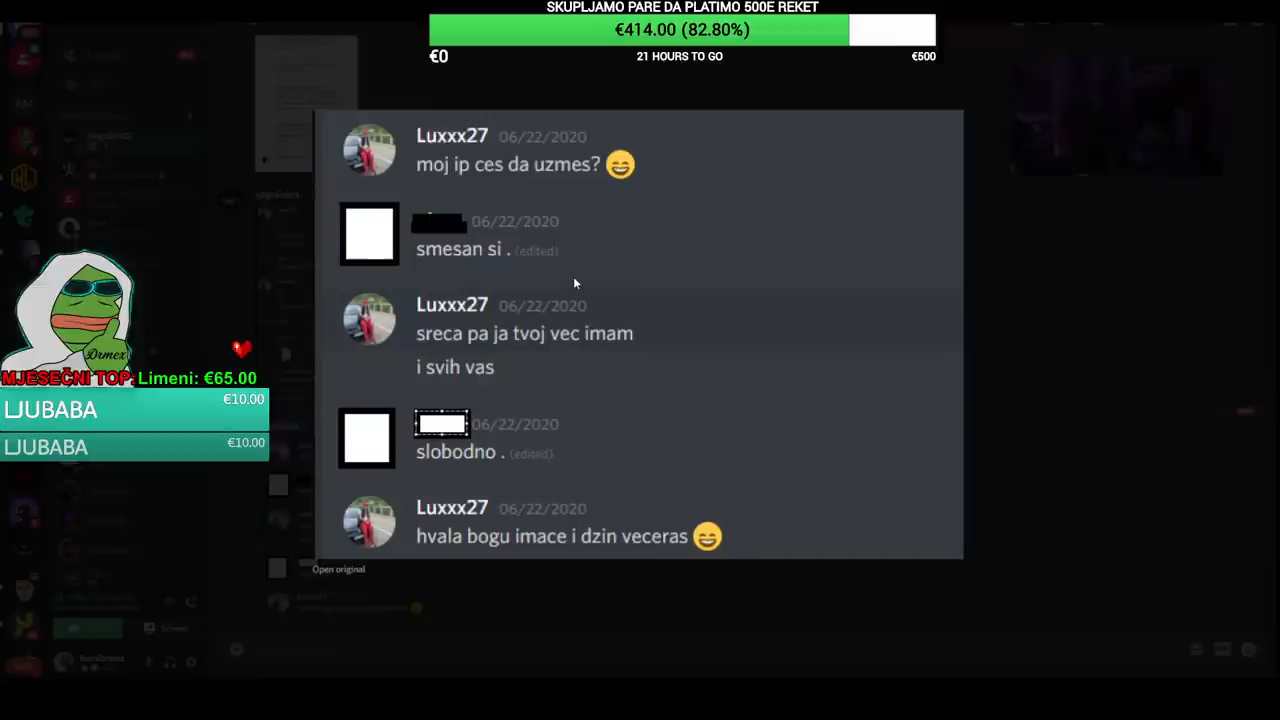 SKUPLJAMO PARE DA PLATIMO 500E REKET
€414.00 (82.80%)
€0
21 HOURS TO GO
€500
Luxxx27 06/22/2020
moj ip ces da uzmes? 😄
06/22/2020
smesan si . (edited)
Luxxx27 06/22/2020
sreca pa ja tvoj vec imam
i svih vas
06/22/2020
slobodno . (edited)
Luxxx27 06/22/2020
hvala bogu imace i dzin veceras 😄
Open original
Drmex
MJESEČNI TOP: Limeni: €65.00
LJUBABA €10.00
LJUBABA €10.00